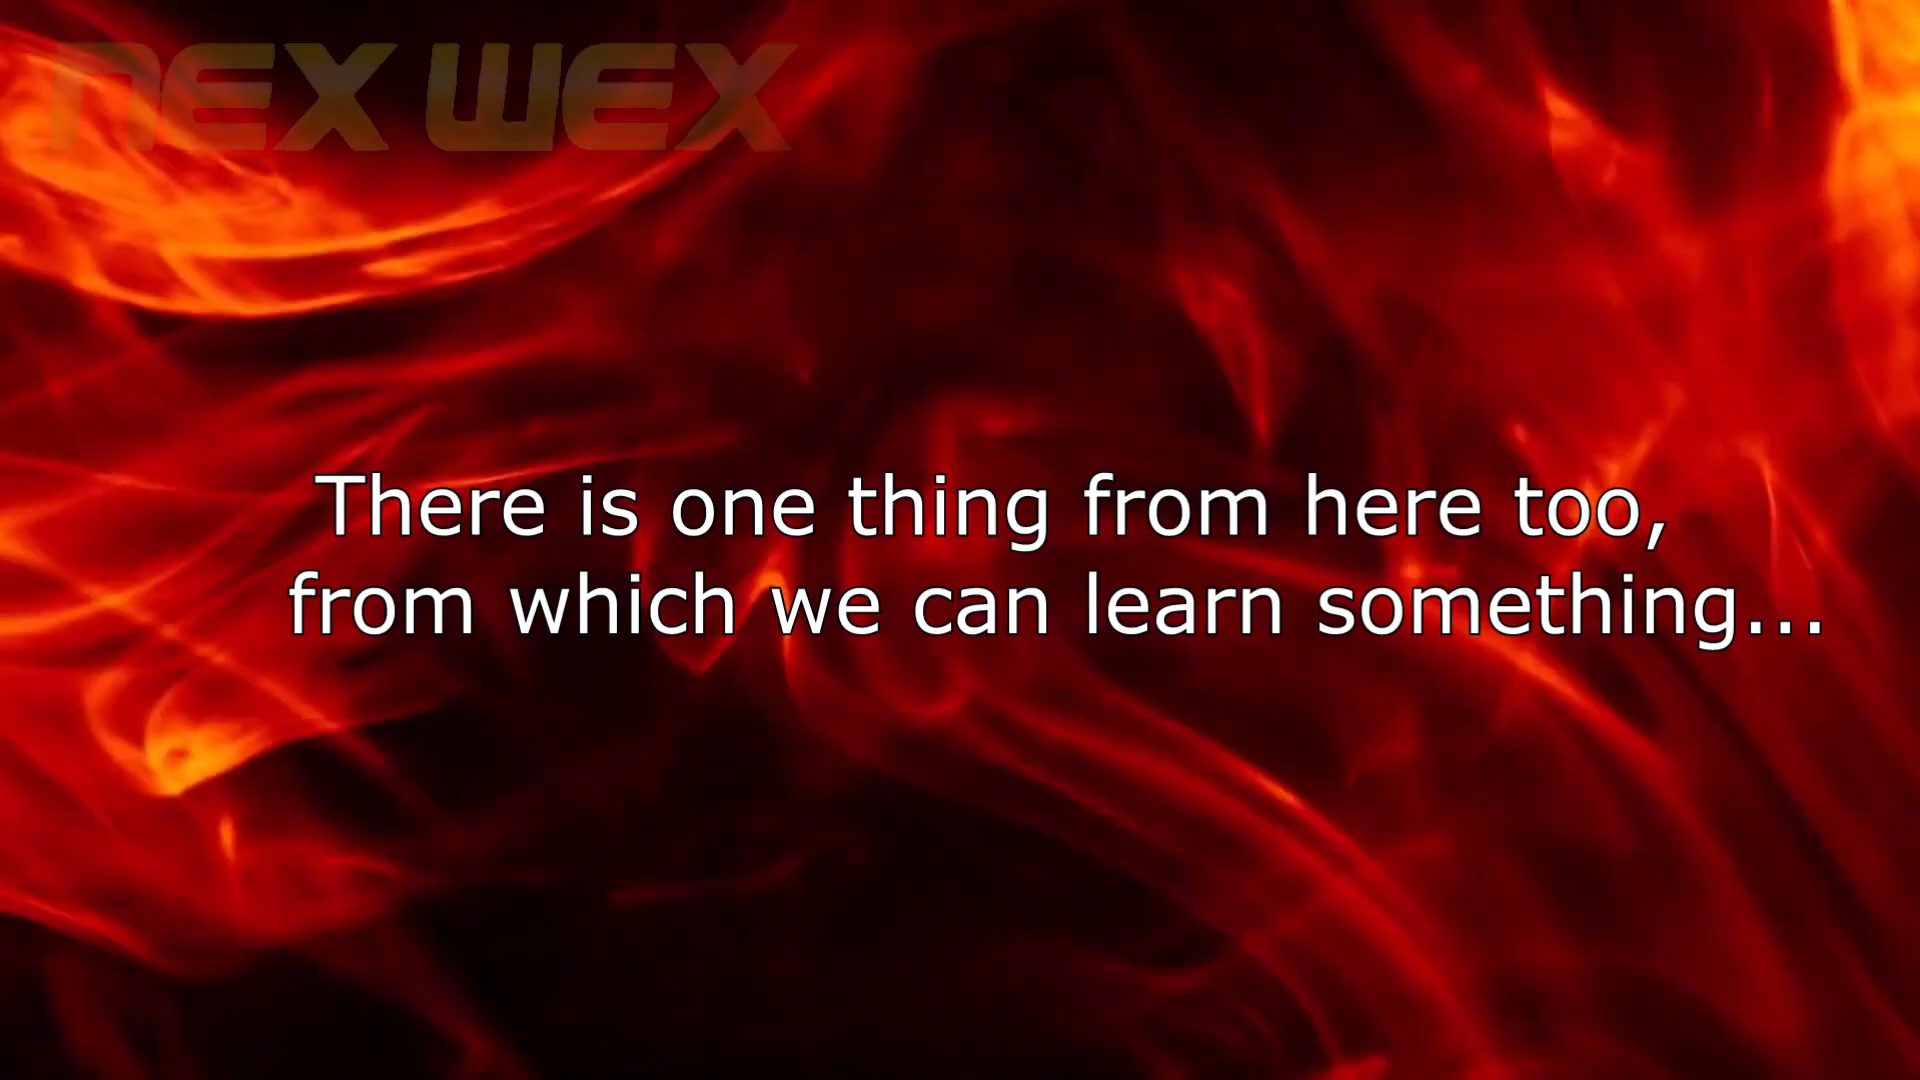 NEX WEX
There is one thing from here too,
from which we can learn something...